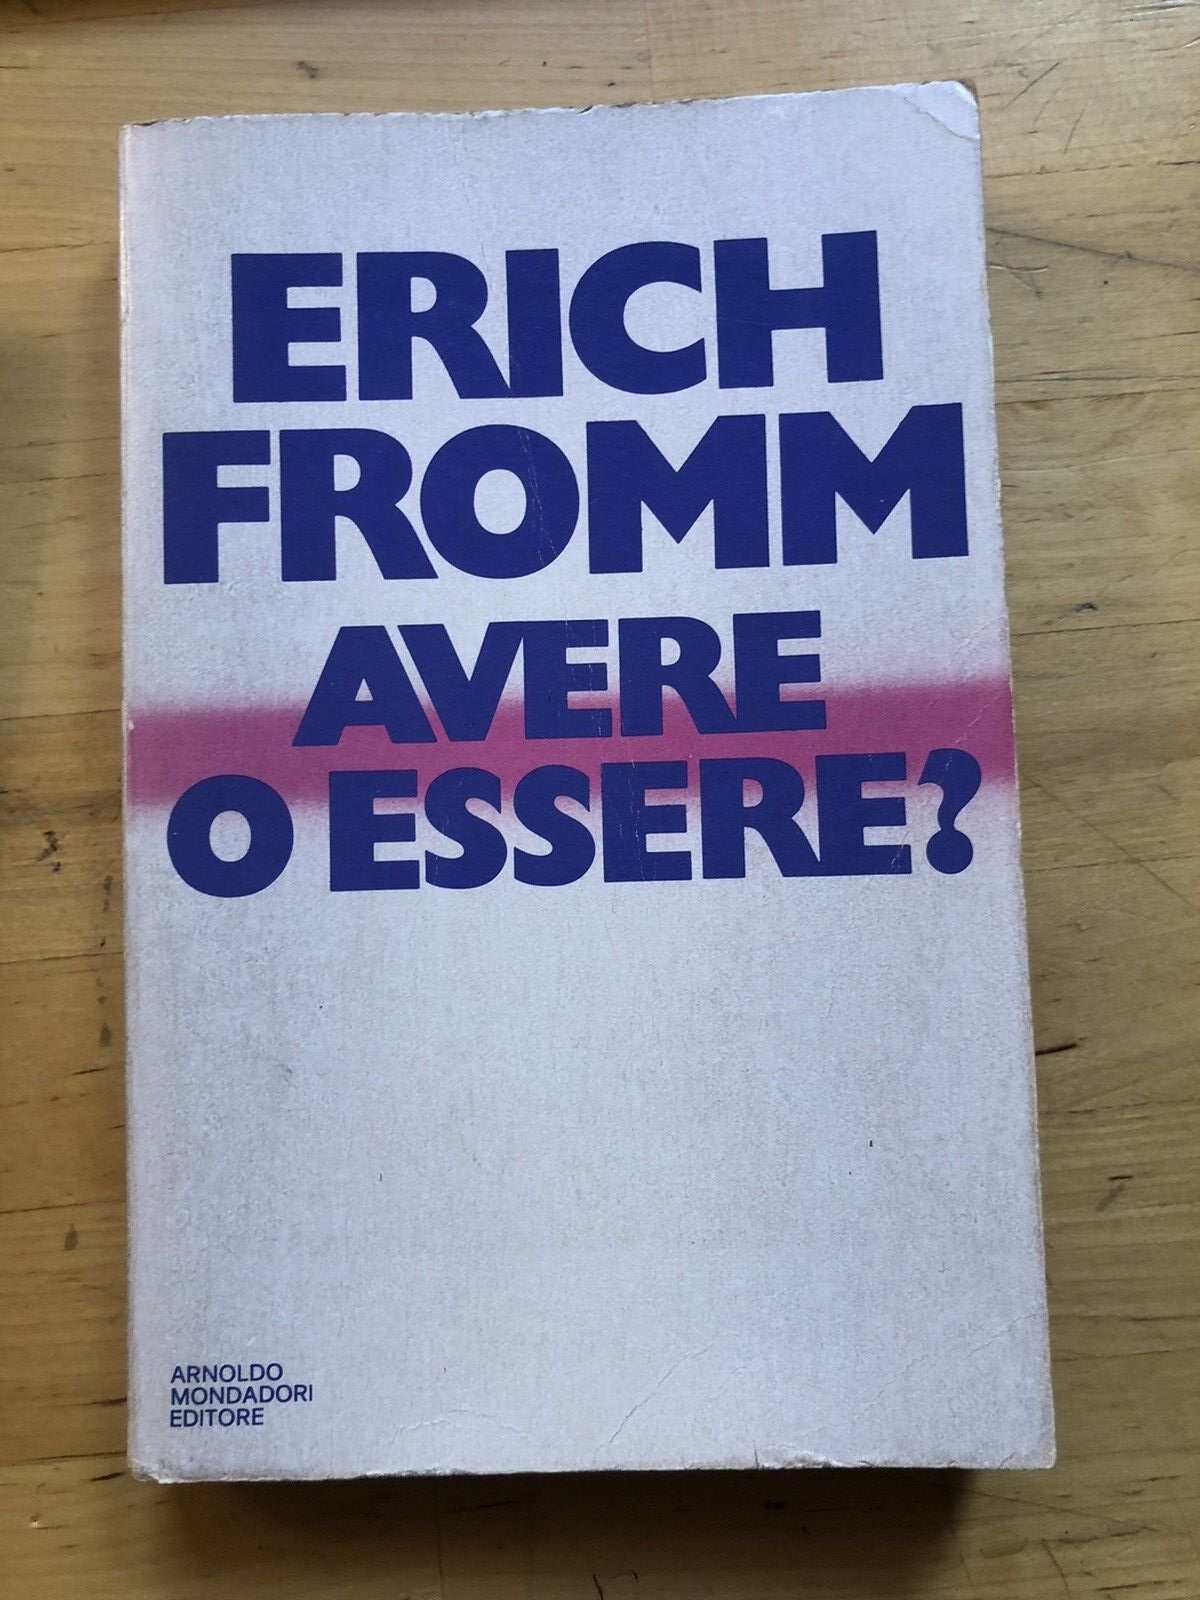 ERICH
FROMM
AVERE
O ESSERE?
ARNOLDO
MONDADORI
EDITORE